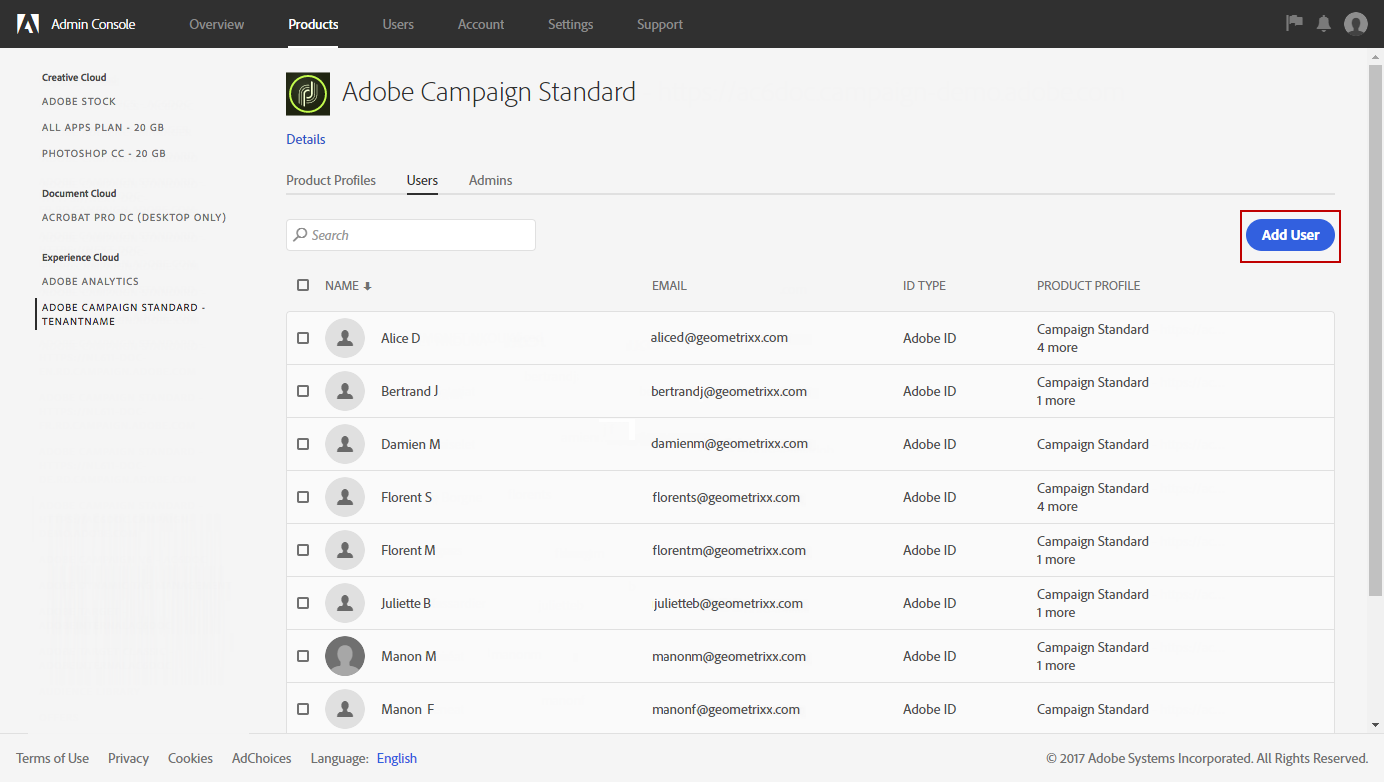 Admin Console Overview Products Users Account Settings Support
Creative Cloud
ADOBE STOCK
ALL APPS PLAN - 20 GB
PHOTOSHOP CC - 20 GB
Document Cloud
ACROBAT PRO DC (DESKTOP ONLY)
Experience Cloud
ADOBE ANALYTICS
ADOBE CAMPAIGN STANDARD -
TENANTNAME
Adobe Campaign Standard
Details
Product Profiles Users Admins
Search
Add User
NAME EMAIL ID TYPE PRODUCT PROFILE
Alice D aliced@geometrixx.com Adobe ID Campaign Standard
4 more
Bertrand J bertrandj@geometrixx.com Adobe ID Campaign Standard
1 more
Damien M damienm@geometrixx.com Adobe ID Campaign Standard
Florent S florents@geometrixx.com Adobe ID Campaign Standard
4 more
Florent M florentm@geometrixx.com Adobe ID Campaign Standard
1 more
Juliette B julietteb@geometrixx.com Adobe ID Campaign Standard
1 more
Manon M manonm@geometrixx.com Adobe ID Campaign Standard
1 more
Manon F manonf@geometrixx.com Adobe ID Campaign Standard
Terms of Use Privacy Cookies AdChoices Language: English © 2017 Adobe Systems Incorporated. All Rights Reserved.